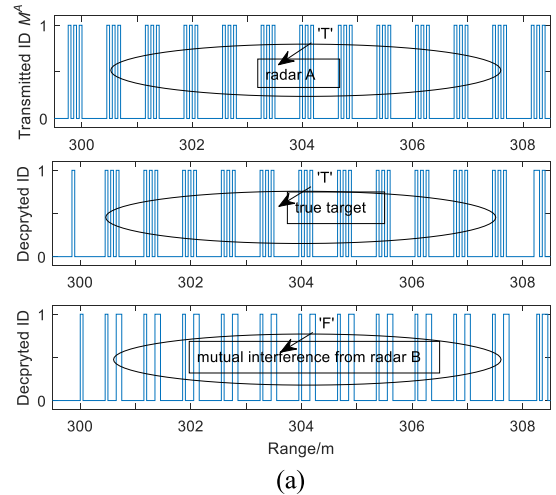 Transmitted ID M^A
1
0
'T'
radar A
300 302 304 306 308
Decpryted ID
1
0
'T'
true target
300 302 304 306 308
Decpryted ID
1
0
'F'
mutual interference from radar B
300 302 304 306 308
Range/m
(a)